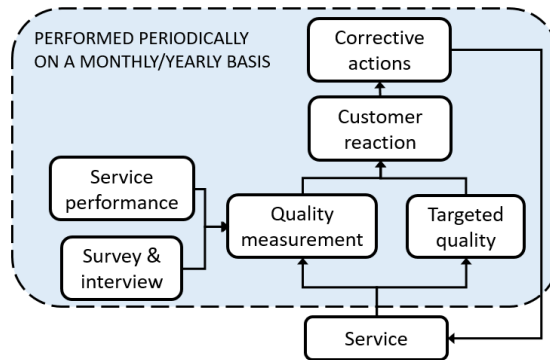 PERFORMED PERIODICALLY
ON A MONTHLY/YEARLY BASIS
Corrective
actions
Customer
reaction
Service
performance
Survey &
interview
Quality
measurement
Targeted
quality
Service